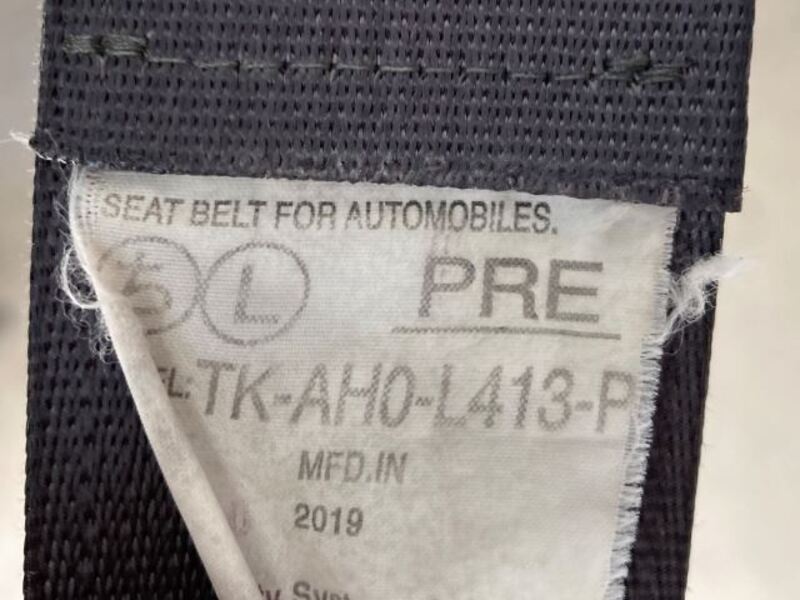 SEAT BELT FOR AUTOMOBILES.
L PRE
TK-AH0-L413-P
MFD.IN
2019